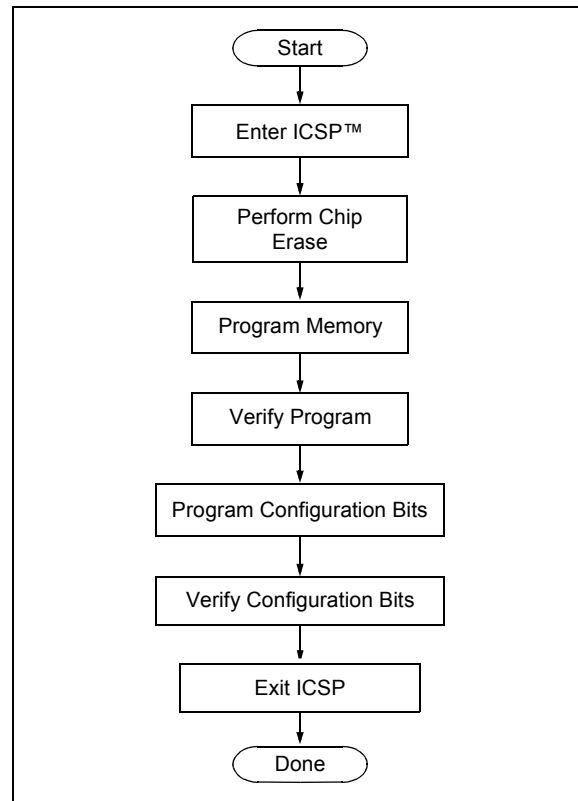 Start
Enter ICSP™
Perform Chip
Erase
Program Memory
Verify Program
Program Configuration Bits
Verify Configuration Bits
Exit ICSP
Done